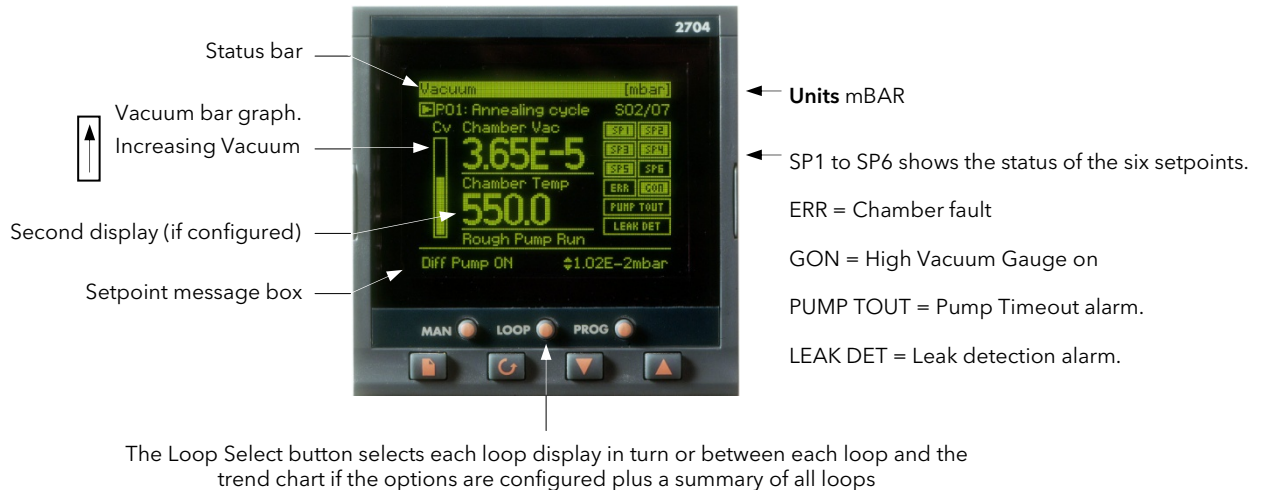 2704
Status bar
Vacuum bar graph.
Increasing Vacuum
Second display (if configured)
Setpoint message box
Vacuum [mbar]
P01: Annealing cycle S02/07
Cv Chamber Vac
3.65E-5
Chamber Temp
550.0
Rough Pump Run
SP1 SP2
SP3 SP4
SP5 SP6
ERR GON
PUMP TOUT
LEAK DET
Diff Pump ON 1.02E-2mbar
MAN LOOP PROG
Units mBAR
SP1 to SP6 shows the status of the six setpoints.
ERR = Chamber fault
GON = High Vacuum Gauge on
PUMP TOUT = Pump Timeout alarm.
LEAK DET = Leak detection alarm.
The Loop Select button selects each loop display in turn or between each loop and the
trend chart if the options are configured plus a summary of all loops